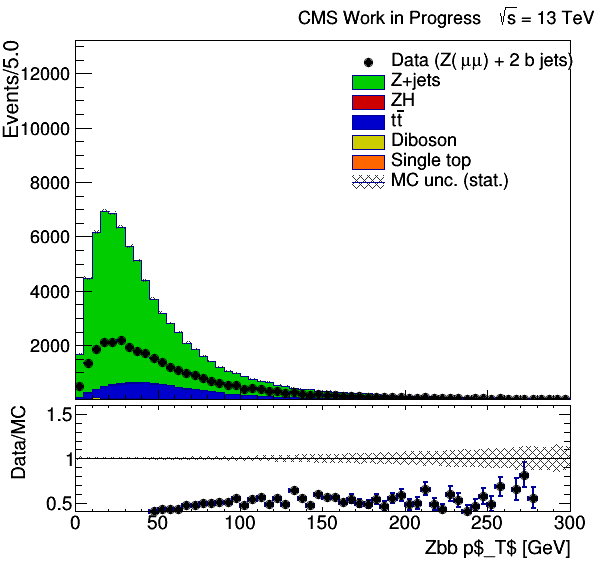 CMS Work in Progress √s = 13 TeV
Events/5.0
12000
10000
8000
6000
4000
2000
Data (Z(μμ) + 2 b jets)
Z+jets
ZH
tt̅
Diboson
Single top
MC unc. (stat.)
Data/MC
1.5
1
0.5
0 50 100 150 200 250 300
Zbb p$_T$ [GeV]